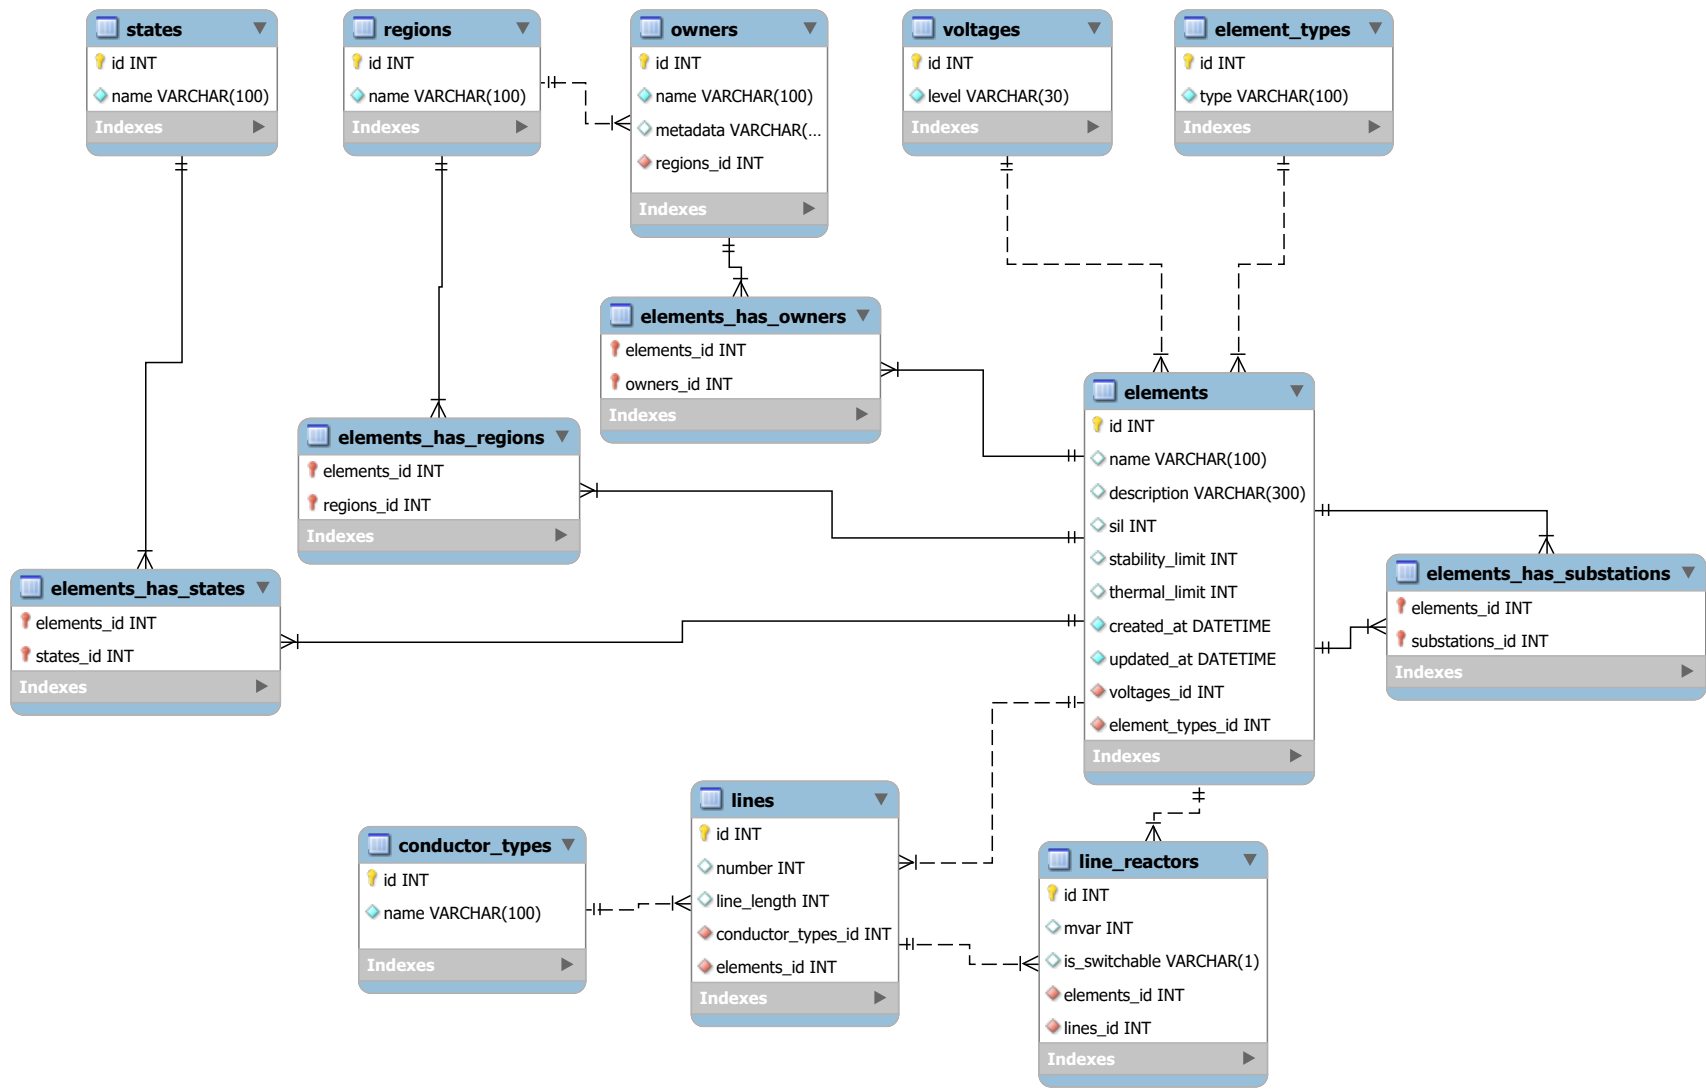 states
id INT
name VARCHAR(100)
Indexes
regions
id INT
name VARCHAR(100)
Indexes
owners
id INT
name VARCHAR(100)
metadata VARCHAR(...
regions_id INT
Indexes
voltages
id INT
level VARCHAR(30)
Indexes
element_types
id INT
type VARCHAR(100)
Indexes
elements_has_owners
elements_id INT
owners_id INT
Indexes
elements_has_regions
elements_id INT
regions_id INT
Indexes
elements_has_states
elements_id INT
states_id INT
Indexes
elements
id INT
name VARCHAR(100)
description VARCHAR(300)
sil INT
stability_limit INT
thermal_limit INT
created_at DATETIME
updated_at DATETIME
voltages_id INT
element_types_id INT
Indexes
elements_has_substations
elements_id INT
substations_id INT
Indexes
conductor_types
id INT
name VARCHAR(100)
Indexes
lines
id INT
number INT
line_length INT
conductor_types_id INT
elements_id INT
Indexes
line_reactors
id INT
mvar INT
is_switchable VARCHAR(1)
elements_id INT
lines_id INT
Indexes